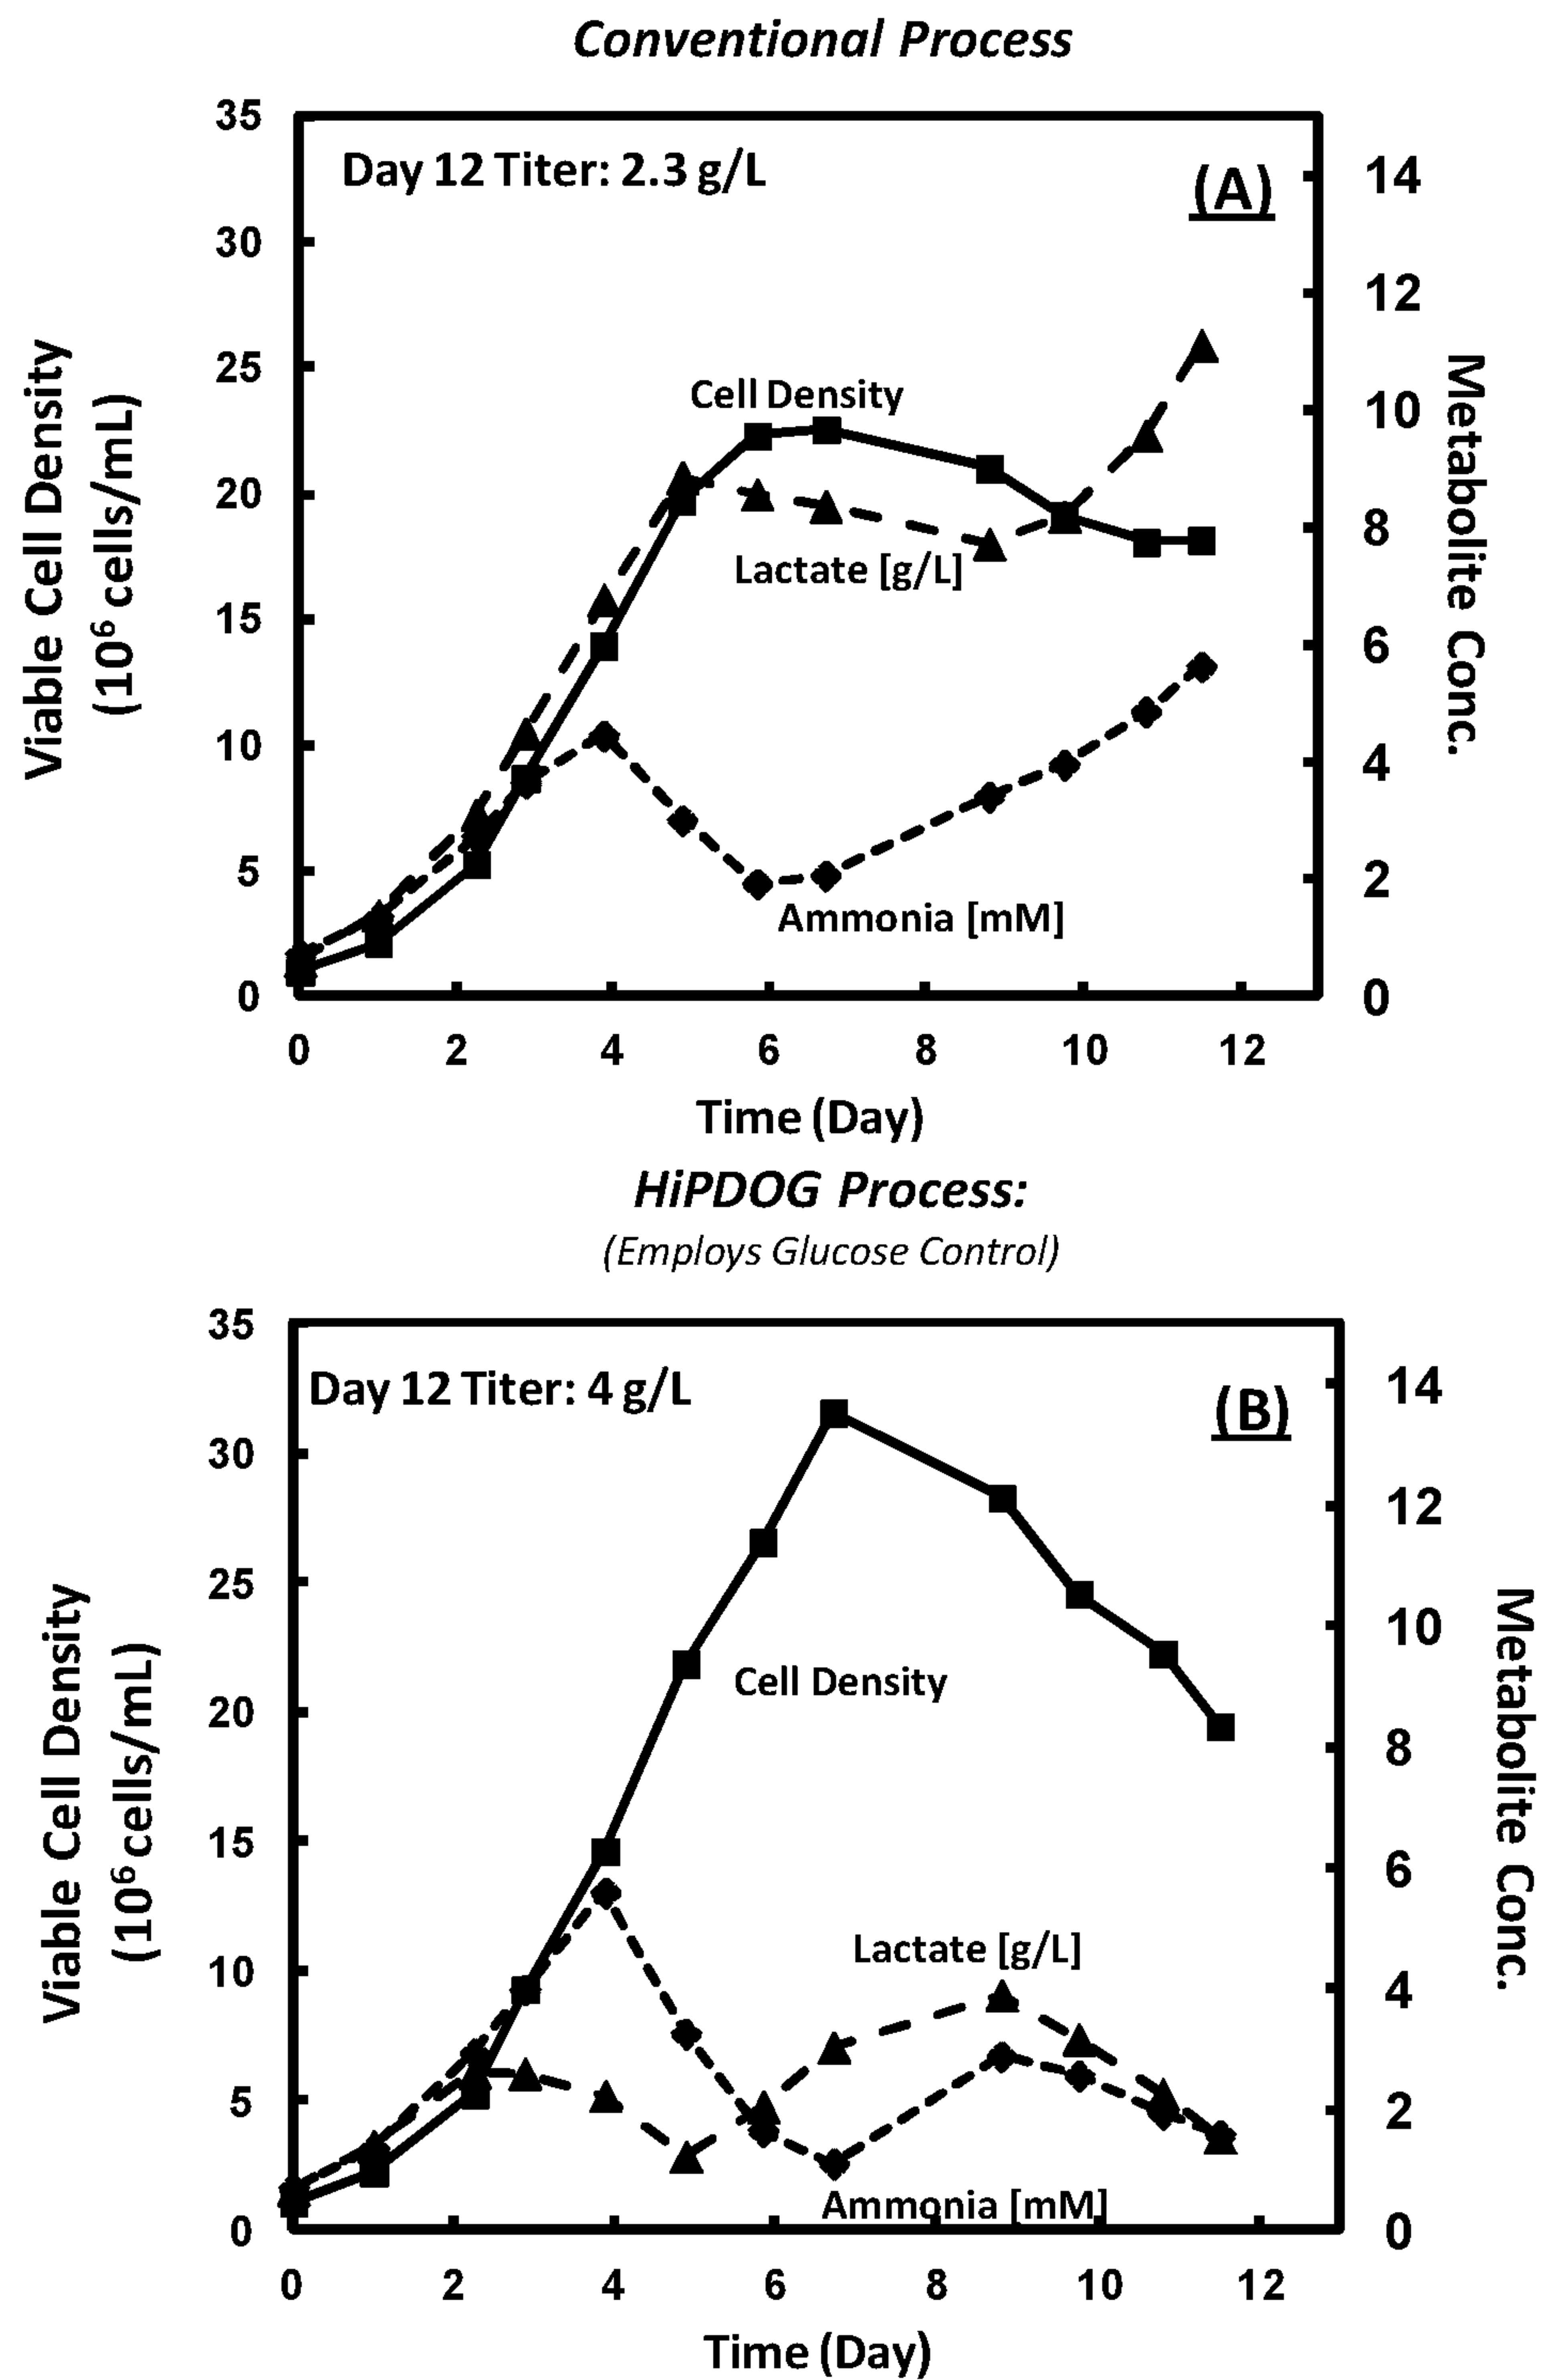 Conventional Process
Day 12 Titer: 2.3 g/L
(A)
35
30
25
20
15
10
5
0
14
12
10
8
6
4
2
0
Viable Cell Density
(10⁶ cells/mL)
Metabolite Conc.
Cell Density
Lactate [g/L]
Ammonia [mM]
0 2 4 6 8 10 12
Time (Day)
HiPDOG Process:
(Employs Glucose Control)
Day 12 Titer: 4 g/L
(B)
35
30
25
20
15
10
5
0
14
12
10
8
6
4
2
0
Viable Cell Density
(10⁶ cells/mL)
Metabolite Conc.
Cell Density
Lactate [g/L]
Ammonia [mM]
0 2 4 6 8 10 12
Time (Day)